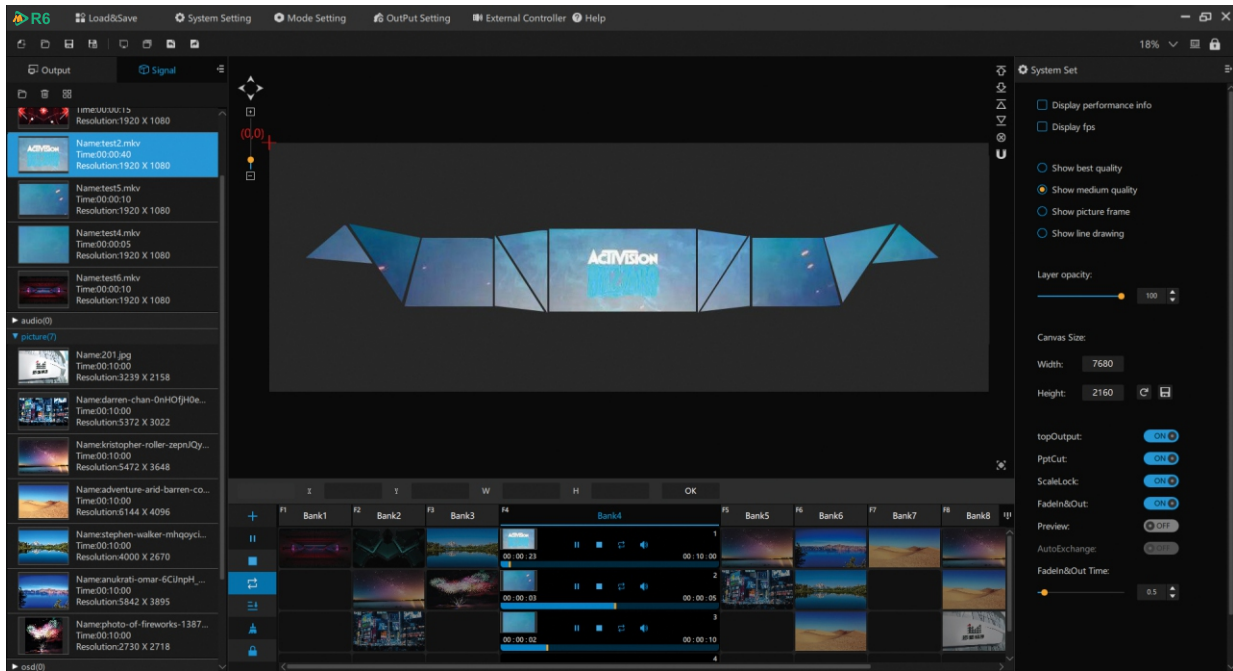 R6
Load&Save
System Setting
Mode Setting
OutPut Setting
External Controller
Help
18%
Output
Signal
Time:00:00:15
Resolution:1920 X 1080
Name:test2.mkv
Time:00:00:40
Resolution:1920 X 1080
Name:test5.mkv
Time:00:00:10
Resolution:1920 X 1080
Name:test4.mkv
Time:00:00:05
Resolution:1920 X 1080
Name:test6.mkv
Time:00:00:10
Resolution:1920 X 1080
audio(0)
picture(7)
Name:201.jpg
Time:00:10:00
Resolution:3239 X 2158
Name:darren-chan-0nHOfjH0e...
Time:00:10:00
Resolution:5372 X 3022
Name:kristopher-roller-zepnJQy...
Time:00:10:00
Resolution:5472 X 3648
Name:adventure-arid-barren-co...
Time:00:10:00
Resolution:6144 X 4096
Name:stephen-walker-mhqoyci...
Time:00:10:00
Resolution:4000 X 2670
Name:anukrati-omar-6CiJnpH_...
Time:00:10:00
Resolution:5842 X 3895
Name:photo-of-fireworks-1387...
Time:00:10:00
Resolution:2730 X 2718
osd(0)
(0,0)
ACTIVISION
X Y W H OK
F1 Bank1
F2 Bank2
F3 Bank3
F4 Bank4
F5 Bank5
F6 Bank6
F7 Bank7
F8 Bank8
1
00 : 00 : 23
00 : 10 : 00
2
00 : 00 : 03
00 : 00 : 05
3
00 : 00 : 02
00 : 00 : 10
4
System Set
Display performance info
Display fps
Show best quality
Show medium quality
Show picture frame
Show line drawing
Layer opacity:
100
Canvas Size:
Width: 7680
Height: 2160
topOutput: ON
PptCut: ON
ScaleLock: ON
FadeIn&Out: ON
Preview: OFF
AutoExchange: OFF
FadeIn&Out Time:
0.5